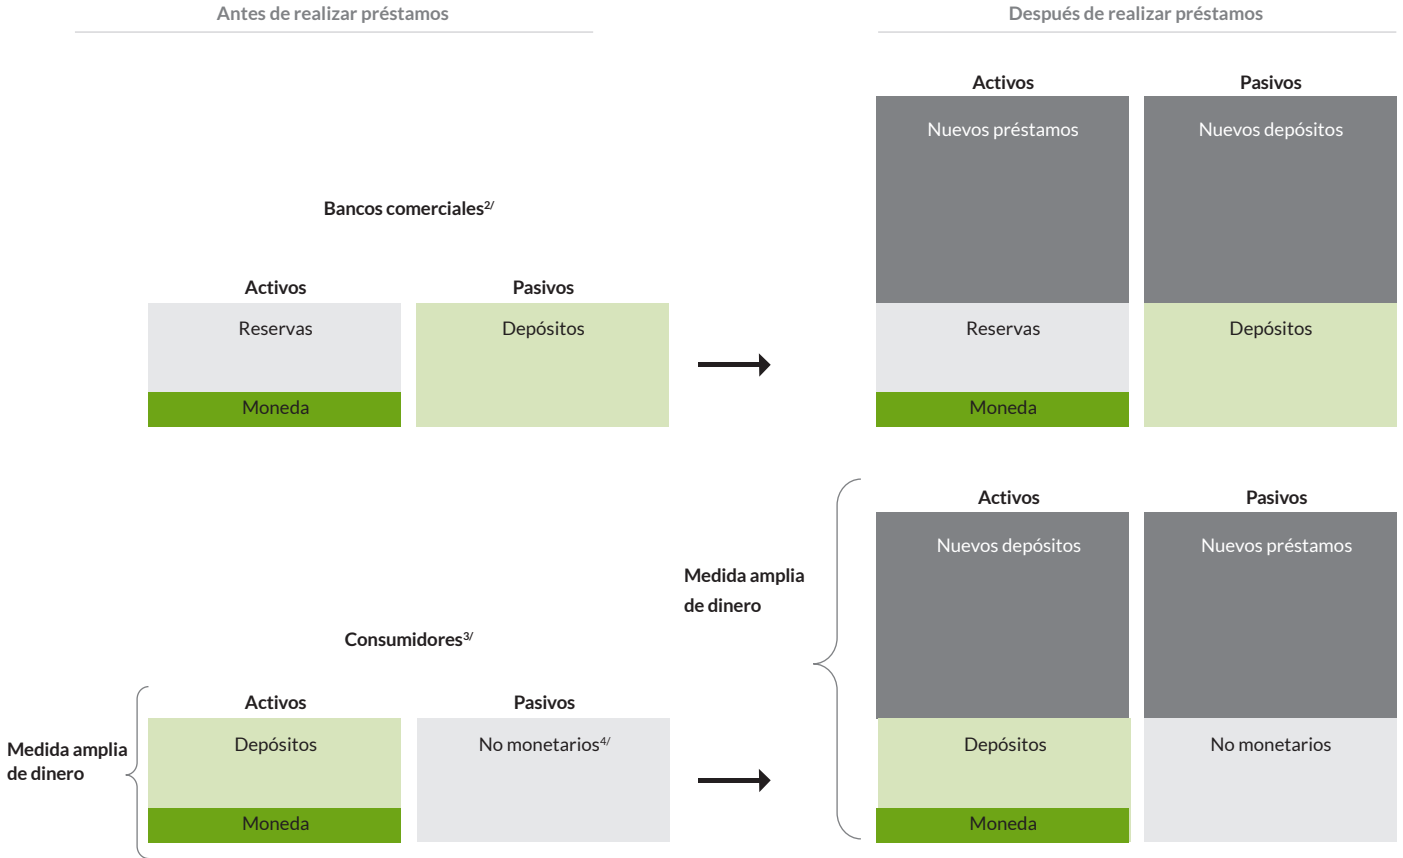 Antes de realizar préstamos
Después de realizar préstamos
Activos
Pasivos
Nuevos préstamos
Nuevos depósitos
Bancos comerciales2/
Activos
Pasivos
Reservas
Depósitos
Reservas
Depósitos
Moneda
Moneda
Activos
Pasivos
Nuevos depósitos
Nuevos préstamos
Medida amplia
de dinero
Consumidores3/
Activos
Pasivos
Medida amplia
de dinero
Depósitos
No monetarios4/
Depósitos
No monetarios
Moneda
Moneda